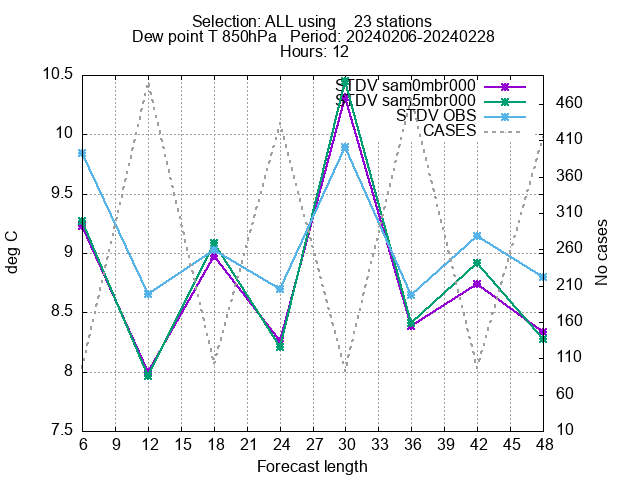 Selection: ALL using    23 stations
Dew point T 850hPa   Period: 20240206-20240228
Hours: 12
STDV sam0mbr000
STDV sam5mbr000
STDV OBS
CASES
10.5
10
9.5
9
8.5
8
7.5
460
410
360
310
260
210
160
110
60
10
deg C
No cases
6 9 12 15 18 21 24 27 30 33 36 39 42 45 48
Forecast length